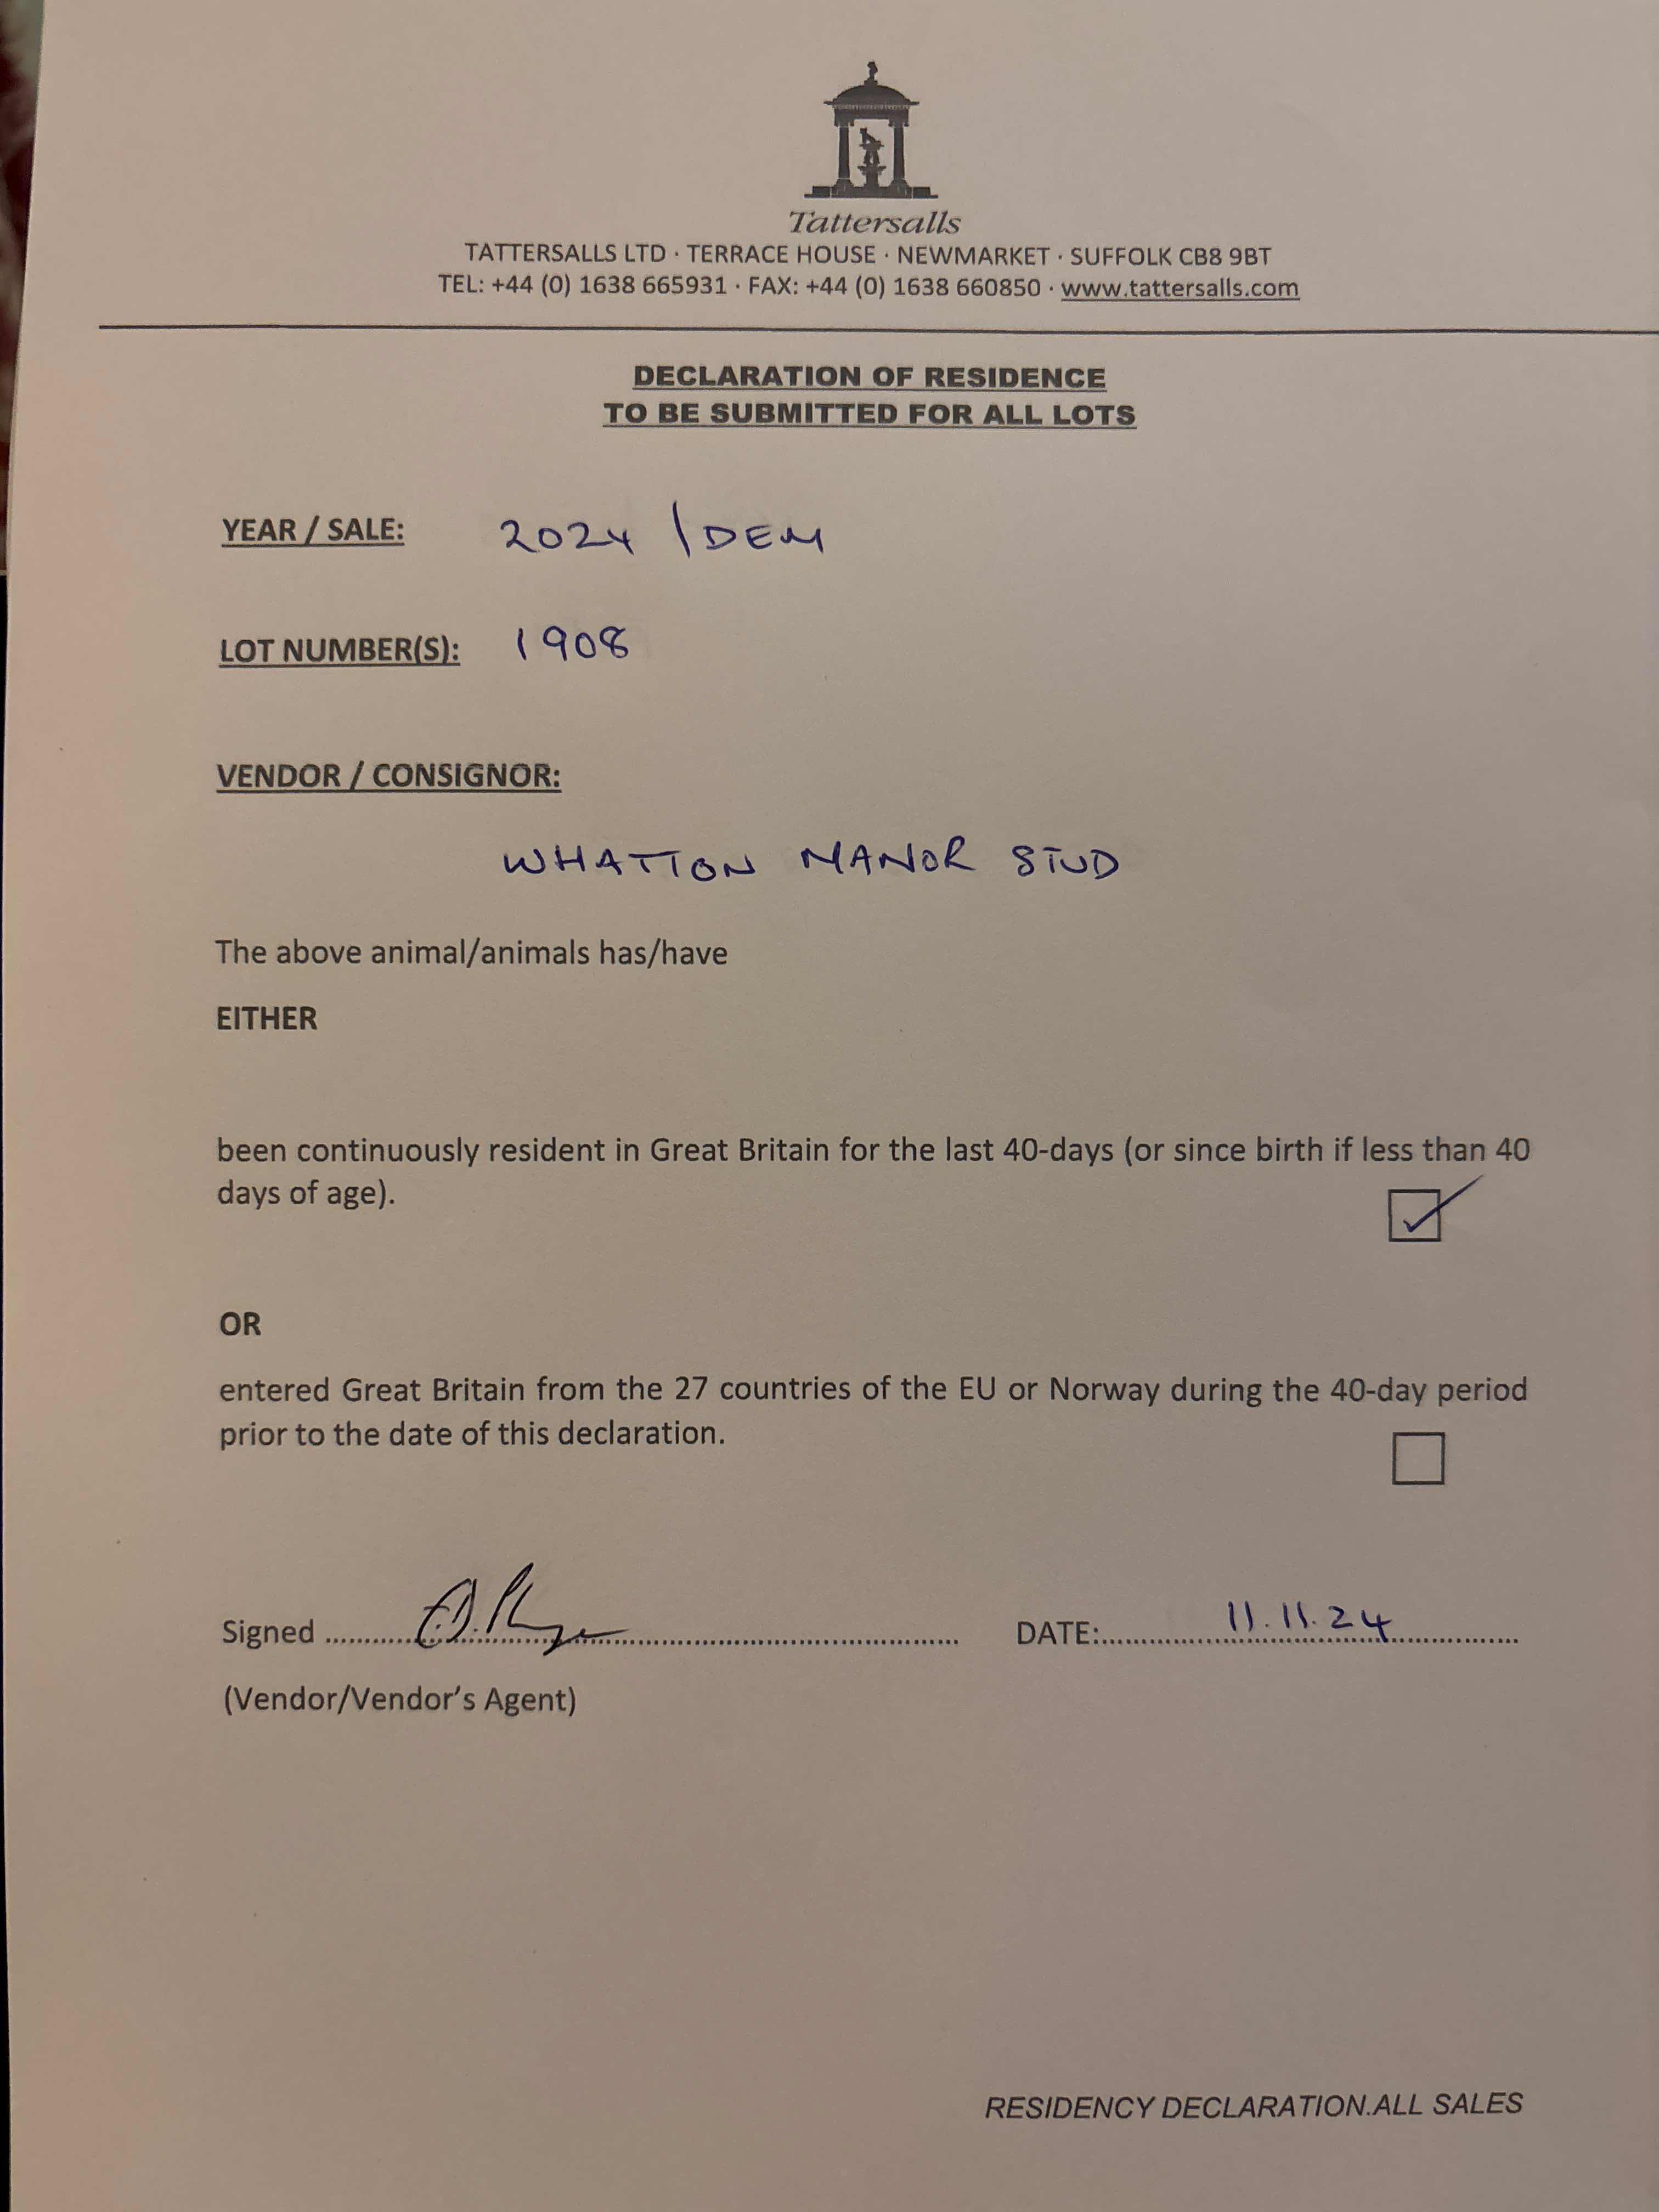 Tattersalls
TATTERSALLS LTD · TERRACE HOUSE · NEWMARKET · SUFFOLK CB8 9BT
TEL: +44 (0) 1638 665931 · FAX: +44 (0) 1638 660850 · www.tattersalls.com
DECLARATION OF RESIDENCE
TO BE SUBMITTED FOR ALL LOTS
YEAR / SALE: 2024 / DEM
LOT NUMBER(S): 1908
VENDOR / CONSIGNOR:
WHATTON MANOR STUD
The above animal/animals has/have
EITHER
been continuously resident in Great Britain for the last 40-days (or since birth if less than 40
days of age).
OR
entered Great Britain from the 27 countries of the EU or Norway during the 40-day period
prior to the date of this declaration.
Signed DATE: 11.11.24
(Vendor/Vendor's Agent)
RESIDENCY DECLARATION.ALL SALES